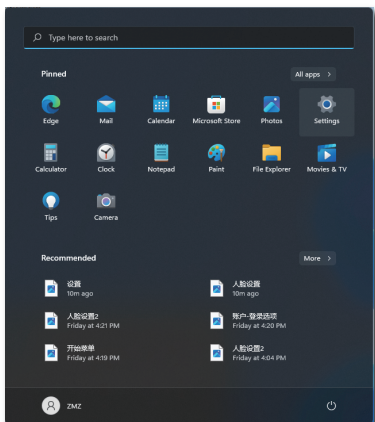 Type here to search
Pinned
All apps >
Edge
Mail
Calendar
Microsoft Store
Photos
Settings
Calculator
Clock
Notepad
Paint
File Explorer
Movies & TV
Tips
Camera
Recommended
More >
设置
10m ago
人脸设置
10m ago
人脸设置2
Friday at 4:21 PM
账户-登录选项
Friday at 4:20 PM
开始菜单
Friday at 4:19 PM
人脸设置2
Friday at 4:04 PM
ZMZ